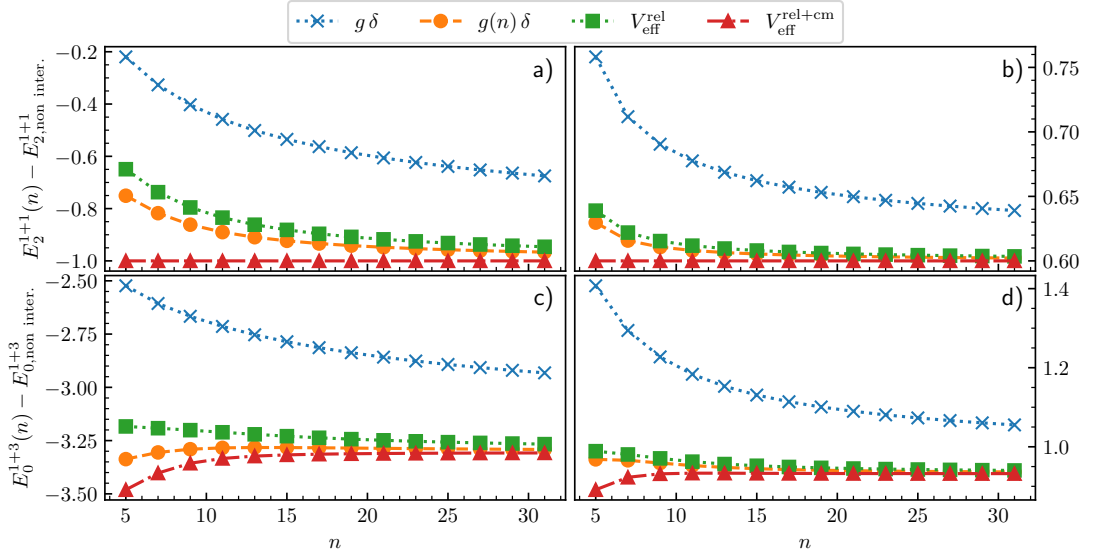 g δ g(n) δ V_eff^rel V_eff^rel+cm
E_2^{1+1}(n) − E_{2,non inter.}^{1+1}
−0.2
−0.4
−0.6
−0.8
−1.0
a)
b)
0.75
0.70
0.65
0.60
E_0^{1+3}(n) − E_{0,non inter.}^{1+3}
−2.50
−2.75
−3.00
−3.25
−3.50
c)
d)
1.4
1.2
1.0
5 10 15 20 25 30
5 10 15 20 25 30
n n